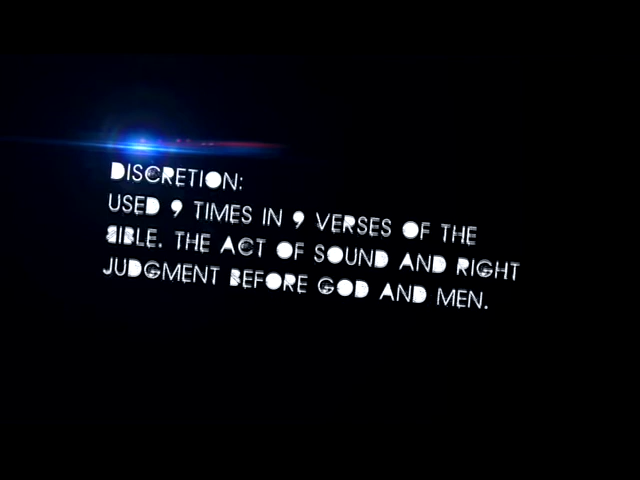 DISCRETION:
USED 9 TIMES IN 9 VERSES OF THE
BIBLE. THE ACT OF SOUND AND RIGHT
JUDGMENT BEFORE GOD AND MEN.